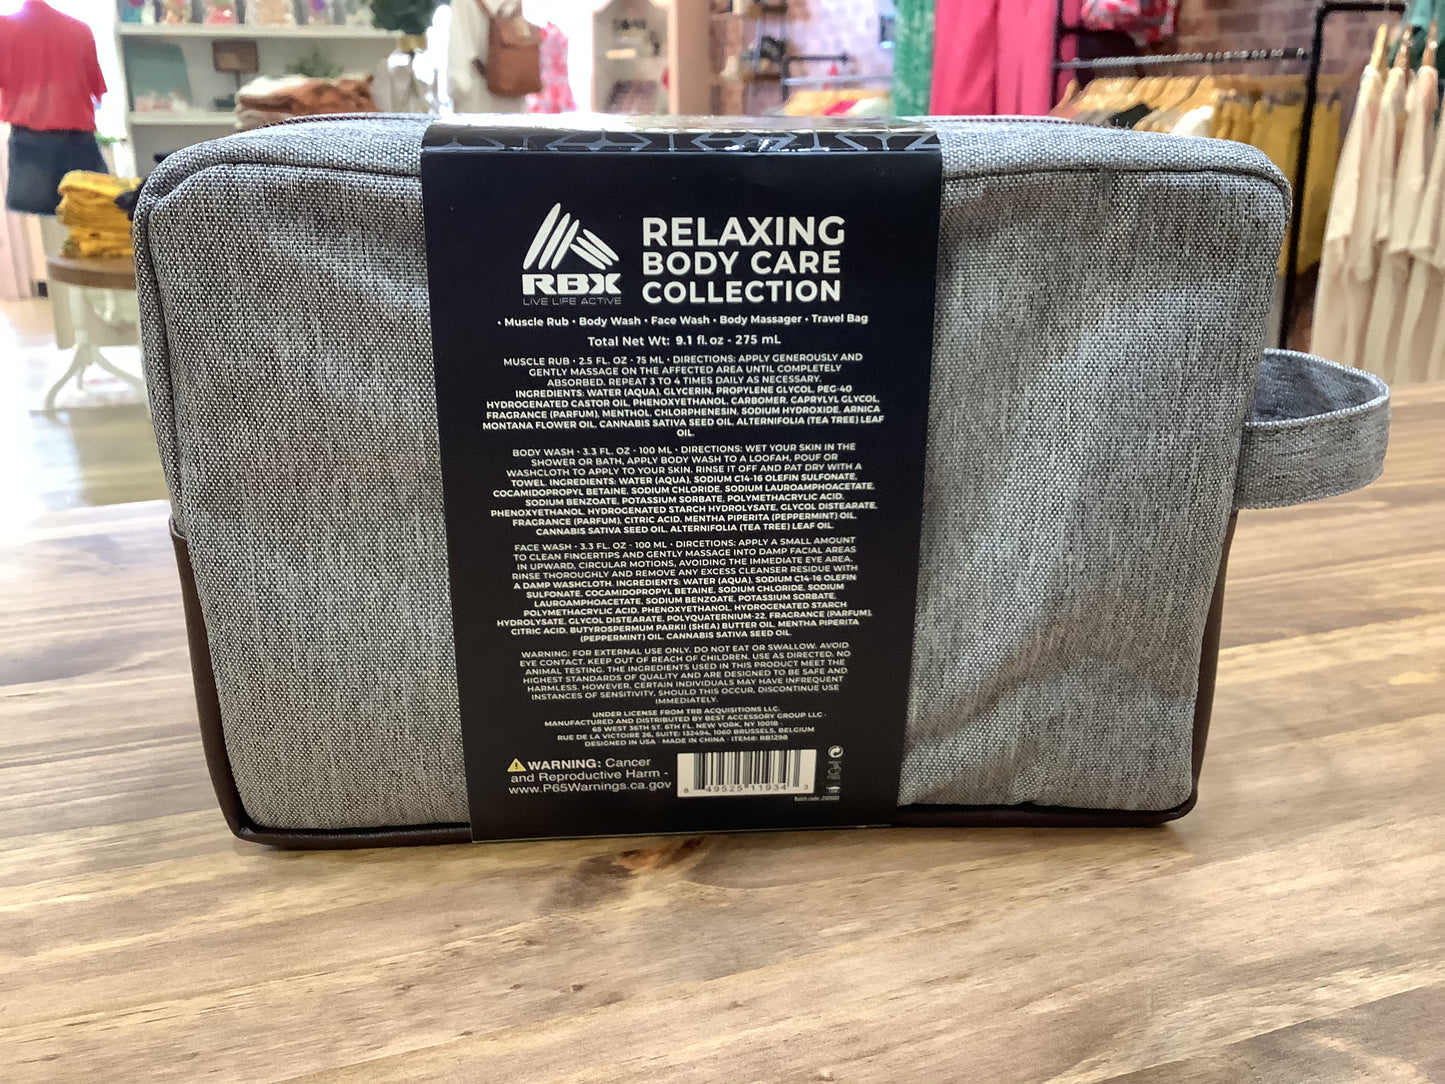 RBX
LIVE LIFE ACTIVE
RELAXING
BODY CARE
COLLECTION
• Muscle Rub • Body Wash • Face Wash • Body Massager • Travel Bag
Total Net Wt: 9.1 fl. oz - 275 mL
MUSCLE RUB • 2.5 FL. OZ - 75 ML • DIRECTIONS: APPLY GENEROUSLY AND
GENTLY MASSAGE ON THE AFFECTED AREA UNTIL COMPLETELY
ABSORBED. REPEAT 3 TO 4 TIMES DAILY AS NECESSARY.
INGREDIENTS: WATER (AQUA), GLYCERIN, PROPYLENE GLYCOL, PEG-40
HYDROGENATED CASTOR OIL, PHENOXYETHANOL, CARBOMER, CAPRYLYL GLYCOL,
FRAGRANCE (PARFUM), MENTHOL, CHLORPHENESIN, SODIUM HYDROXIDE, ARNICA
MONTANA FLOWER OIL, CANNABIS SATIVA SEED OIL, ALTERNIFOLIA (TEA TREE) LEAF
OIL.
BODY WASH • 3.3 FL. OZ - 100 ML • DIRECTIONS: WET YOUR SKIN IN THE
SHOWER OR BATH, APPLY BODY WASH TO A LOOFAH, POUF OR
WASHCLOTH TO APPLY TO YOUR SKIN. RINSE IT OFF AND PAT DRY WITH A
TOWEL. INGREDIENTS: WATER (AQUA), SODIUM C14-16 OLEFIN SULFONATE,
COCAMIDOPROPYL BETAINE, SODIUM CHLORIDE, SODIUM LAUROAMPHOACETATE,
SODIUM BENZOATE, POTASSIUM SORBATE, POLYMETHACRYLIC ACID,
PHENOXYETHANOL, HYDROGENATED STARCH HYDROLYSATE, GLYCOL DISTEARATE,
FRAGRANCE (PARFUM), CITRIC ACID, MENTHA PIPERITA (PEPPERMINT) OIL,
CANNABIS SATIVA SEED OIL, ALTERNIFOLIA (TEA TREE) LEAF OIL.
FACE WASH • 3.3 FL. OZ - 100 ML • DIRECTIONS: APPLY A SMALL AMOUNT
TO CLEAN FINGERTIPS AND GENTLY MASSAGE INTO DAMP FACIAL AREAS
IN UPWARD, CIRCULAR MOTIONS, AVOIDING THE IMMEDIATE EYE AREA.
RINSE THOROUGHLY AND REMOVE ANY EXCESS CLEANSER RESIDUE WITH
A DAMP WASHCLOTH. INGREDIENTS: WATER (AQUA), SODIUM C14-16 OLEFIN
SULFONATE, COCAMIDOPROPYL BETAINE, SODIUM CHLORIDE, SODIUM
LAUROAMPHOACETATE, SODIUM BENZOATE, POTASSIUM SORBATE,
POLYMETHACRYLIC ACID, PHENOXYETHANOL, HYDROGENATED STARCH
HYDROLYSATE, GLYCOL DISTEARATE, POLYQUATERNIUM-22, FRAGRANCE (PARFUM),
CITRIC ACID, BUTYROSPERMUM PARKII (SHEA) BUTTER OIL, MENTHA PIPERITA
(PEPPERMINT) OIL, CANNABIS SATIVA SEED OIL.
WARNING: FOR EXTERNAL USE ONLY. DO NOT EAT OR SWALLOW. AVOID
EYE CONTACT. KEEP OUT OF REACH OF CHILDREN. USE AS DIRECTED. NO
ANIMAL TESTING. THE INGREDIENTS USED IN THIS PRODUCT MEET THE
HIGHEST STANDARDS OF QUALITY AND ARE DESIGNED TO BE SAFE AND
HARMLESS. HOWEVER, CERTAIN INDIVIDUALS MAY HAVE INFREQUENT
INSTANCES OF SENSITIVITY, SHOULD THIS OCCUR, DISCONTINUE USE
IMMEDIATELY.
UNDER LICENSE FROM TRB ACQUISITIONS LLC.
MANUFACTURED AND DISTRIBUTED BY BEST ACCESSORY GROUP LLC •
65 WEST 36TH ST. 6TH FL. NEW YORK, NY 10018
RUE DE LA VICTOIRE 26, SUITE: 132494, 1060 BRUSSELS, BELGIUM
DESIGNED IN USA • MADE IN CHINA • ITEM#: RB1298
WARNING: Cancer
and Reproductive Harm -
www.P65Warnings.ca.gov
8 49525 11934 3